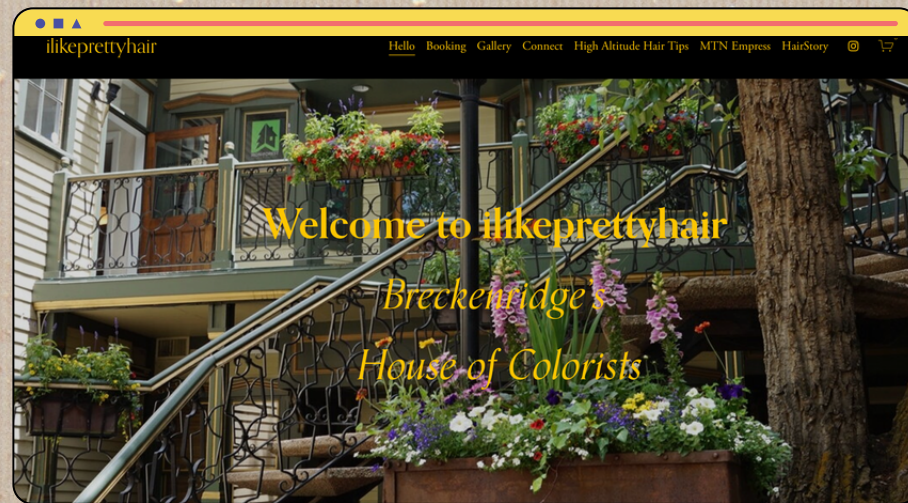 ilikeprettyhair
Hello Booking Gallery Connect High Altitude Hair Tips MTN Empress HairStory
Welcome to ilikeprettyhair
Breckenridge's
House of Colorists